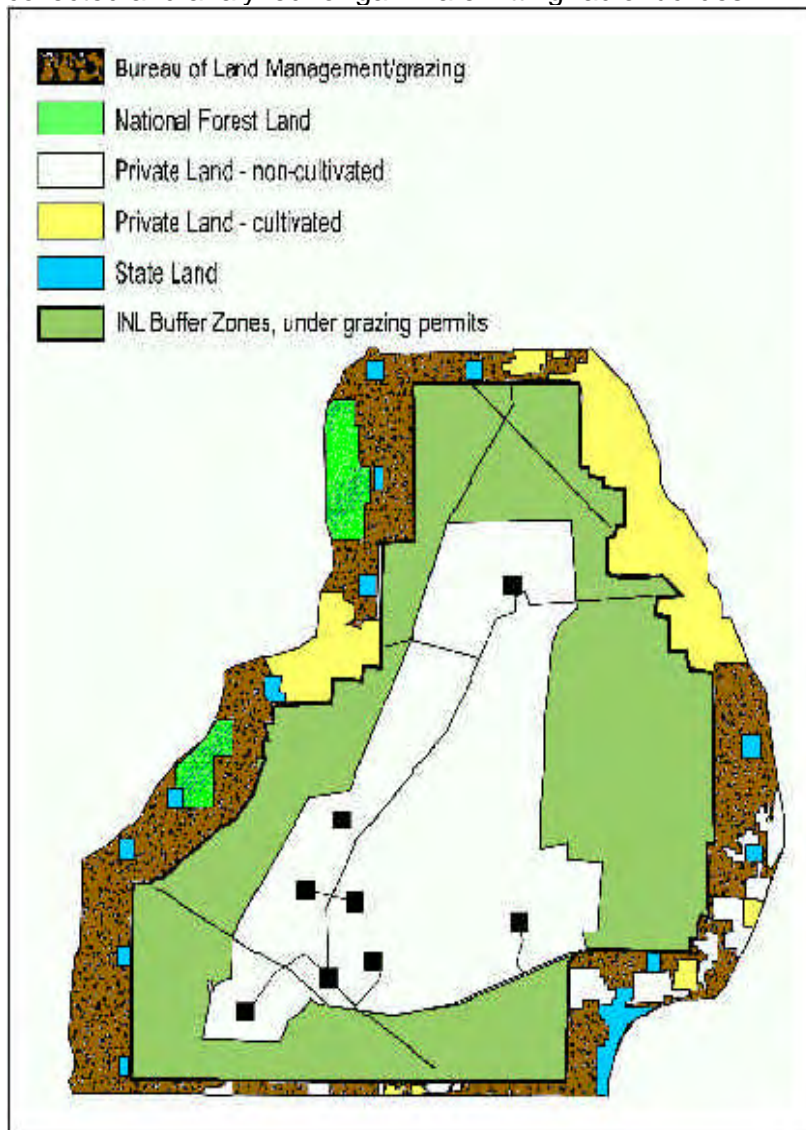 Bureau of Land Management/grazing
National Forest Land
Private Land - non-cultivated
Private Land - cultivated
State Land
INL Buffer Zones, under grazing permits